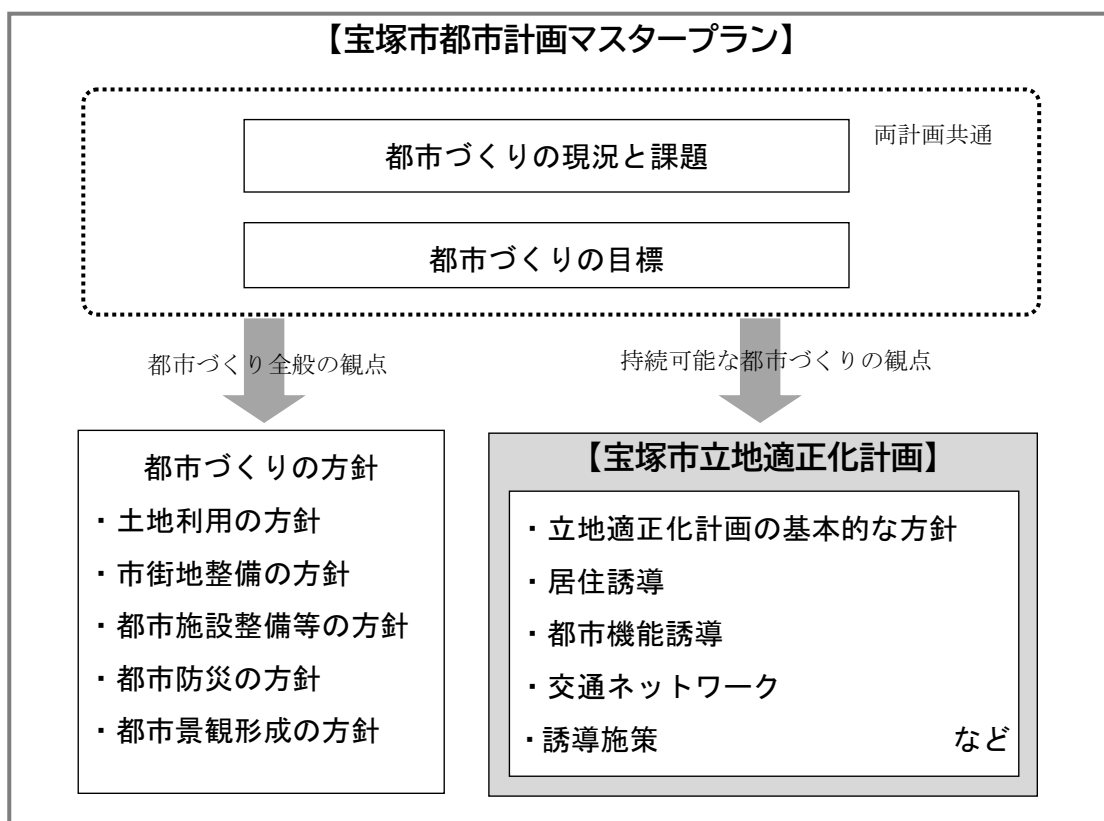 【宝塚市都市計画マスタープラン】
両計画共通
都市づくりの現況と課題
都市づくりの目標
都市づくり全般の観点
持続可能な都市づくりの観点
都市づくりの方針
・土地利用の方針
・市街地整備の方針
・都市施設整備等の方針
・都市防災の方針
・都市景観形成の方針
【宝塚市立地適正化計画】
・立地適正化計画の基本的な方針
・居住誘導
・都市機能誘導
・交通ネットワーク
・誘導施策 など